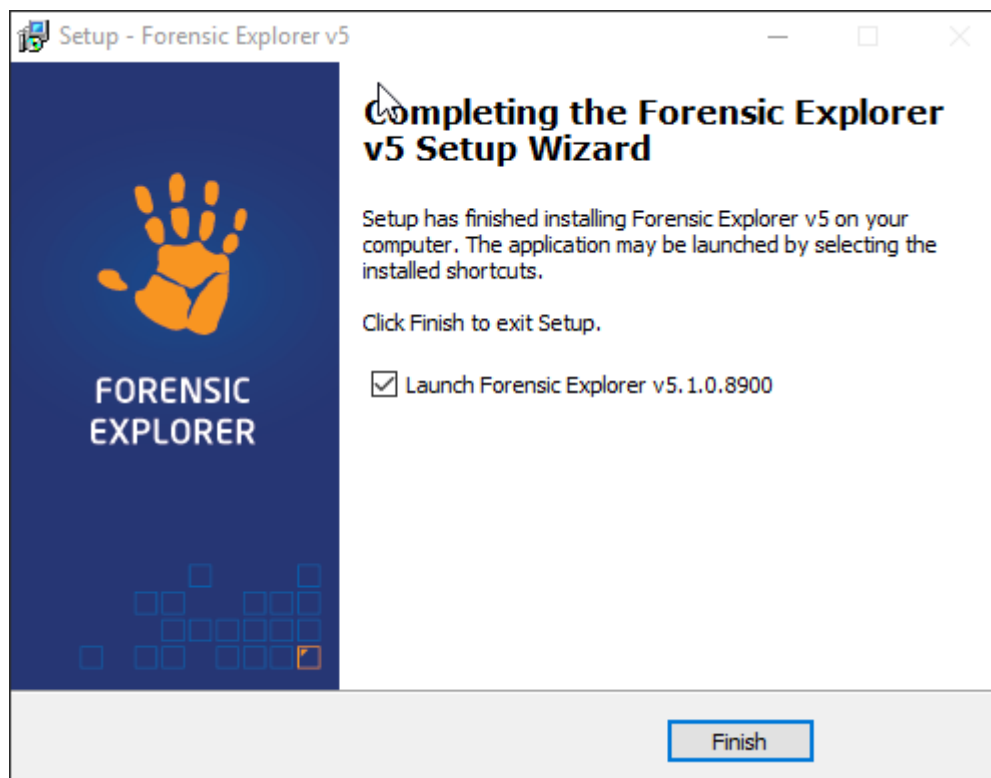 Setup - Forensic Explorer v5
Completing the Forensic Explorer
v5 Setup Wizard
Setup has finished installing Forensic Explorer v5 on your
computer. The application may be launched by selecting the
installed shortcuts.
Click Finish to exit Setup.
Launch Forensic Explorer v5.1.0.8900
FORENSIC
EXPLORER
Finish